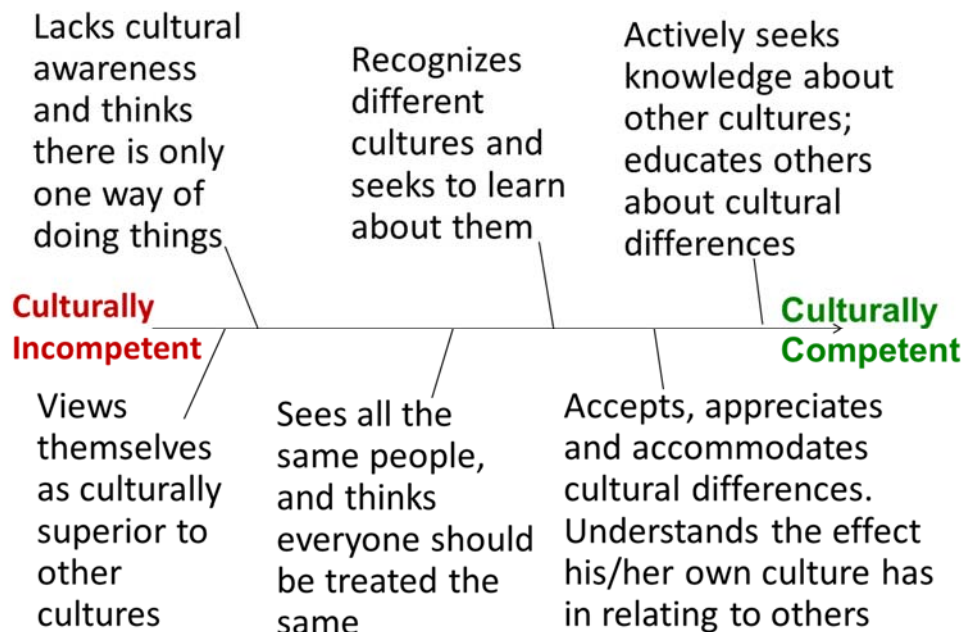 Lacks cultural
awareness
and thinks
there is only
one way of
doing things
Recognizes
different
cultures and
seeks to learn
about them
Actively seeks
knowledge about
other cultures;
educates others
about cultural
differences
Culturally
Incompetent
Culturally
Competent
Views
themselves
as culturally
superior to
other
cultures
Sees all the
same people,
and thinks
everyone should
be treated the
same
Accepts, appreciates
and accommodates
cultural differences.
Understands the effect
his/her own culture has
in relating to others